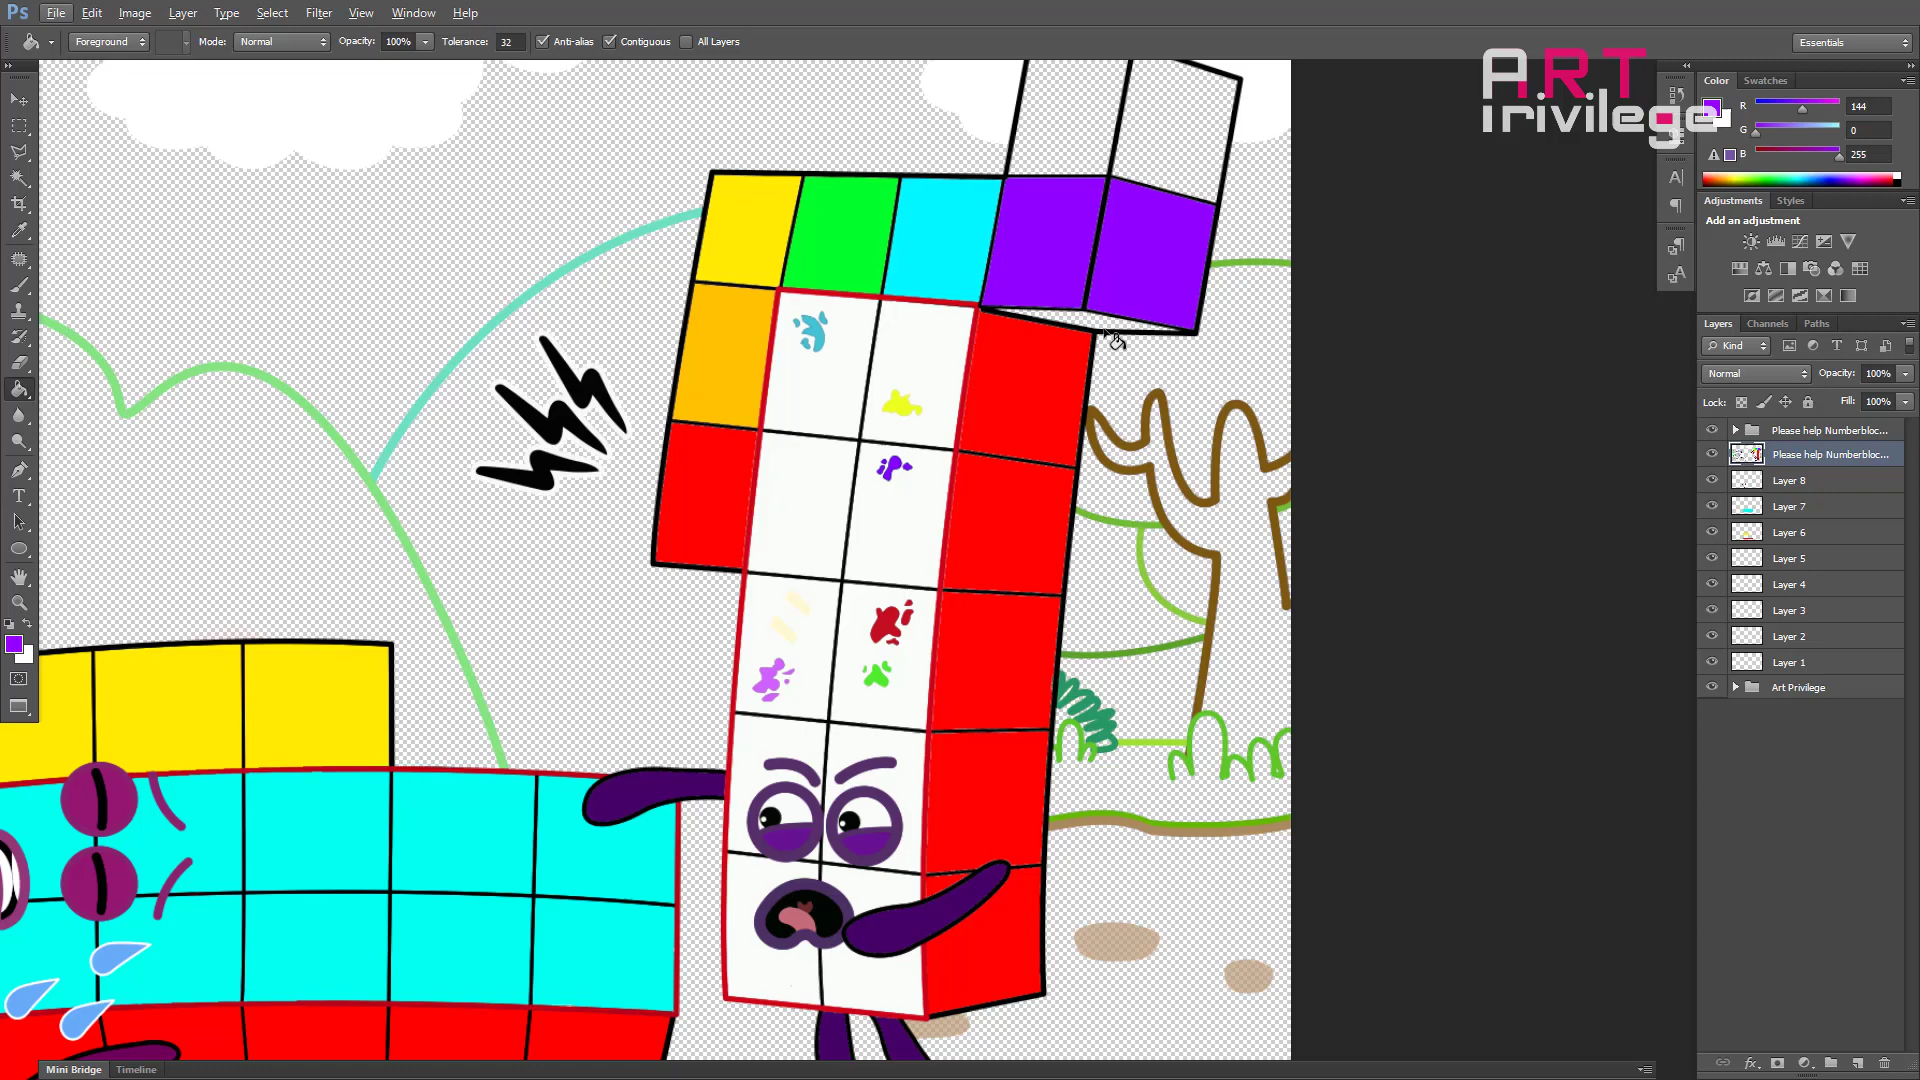 Ps File Edit Image Layer Type Select Filter View Window Help
Foreground Mode: Normal Opacity: 100% Tolerance: 32 Anti-alias Contiguous All Layers Essentials
ART
irivilege
Color Swatches
R 144
G 0
B 255
Adjustments Styles
Add an adjustment
Layers Channels Paths
Kind
Normal Opacity: 100%
Lock: Fill: 100%
Please help Numberbloc...
Please help Numberbloc...
Layer 8
Layer 7
Layer 6
Layer 5
Layer 4
Layer 3
Layer 2
Layer 1
Art Privilege
Mini Bridge Timeline